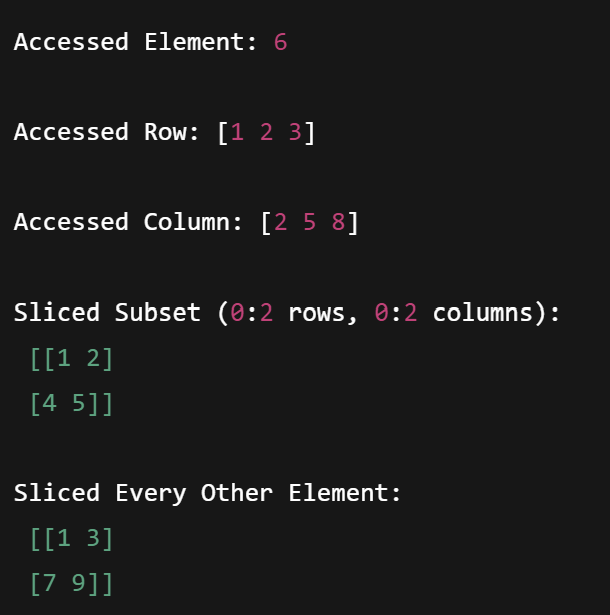 Accessed Element: 6
Accessed Row: [1 2 3]
Accessed Column: [2 5 8]
Sliced Subset (0:2 rows, 0:2 columns):
[[1 2]
[4 5]]
Sliced Every Other Element:
[[1 3]
[7 9]]